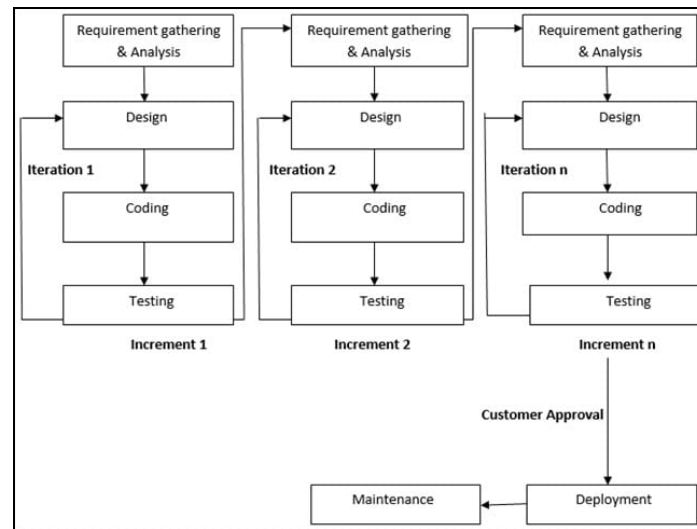 Requirement gathering
& Analysis
Design
Iteration 1
Coding
Testing
Increment 1
Requirement gathering
& Analysis
Design
Iteration 2
Coding
Testing
Increment 2
Requirement gathering
& Analysis
Design
Iteration n
Coding
Testing
Increment n
Customer Approval
Deployment
Maintenance